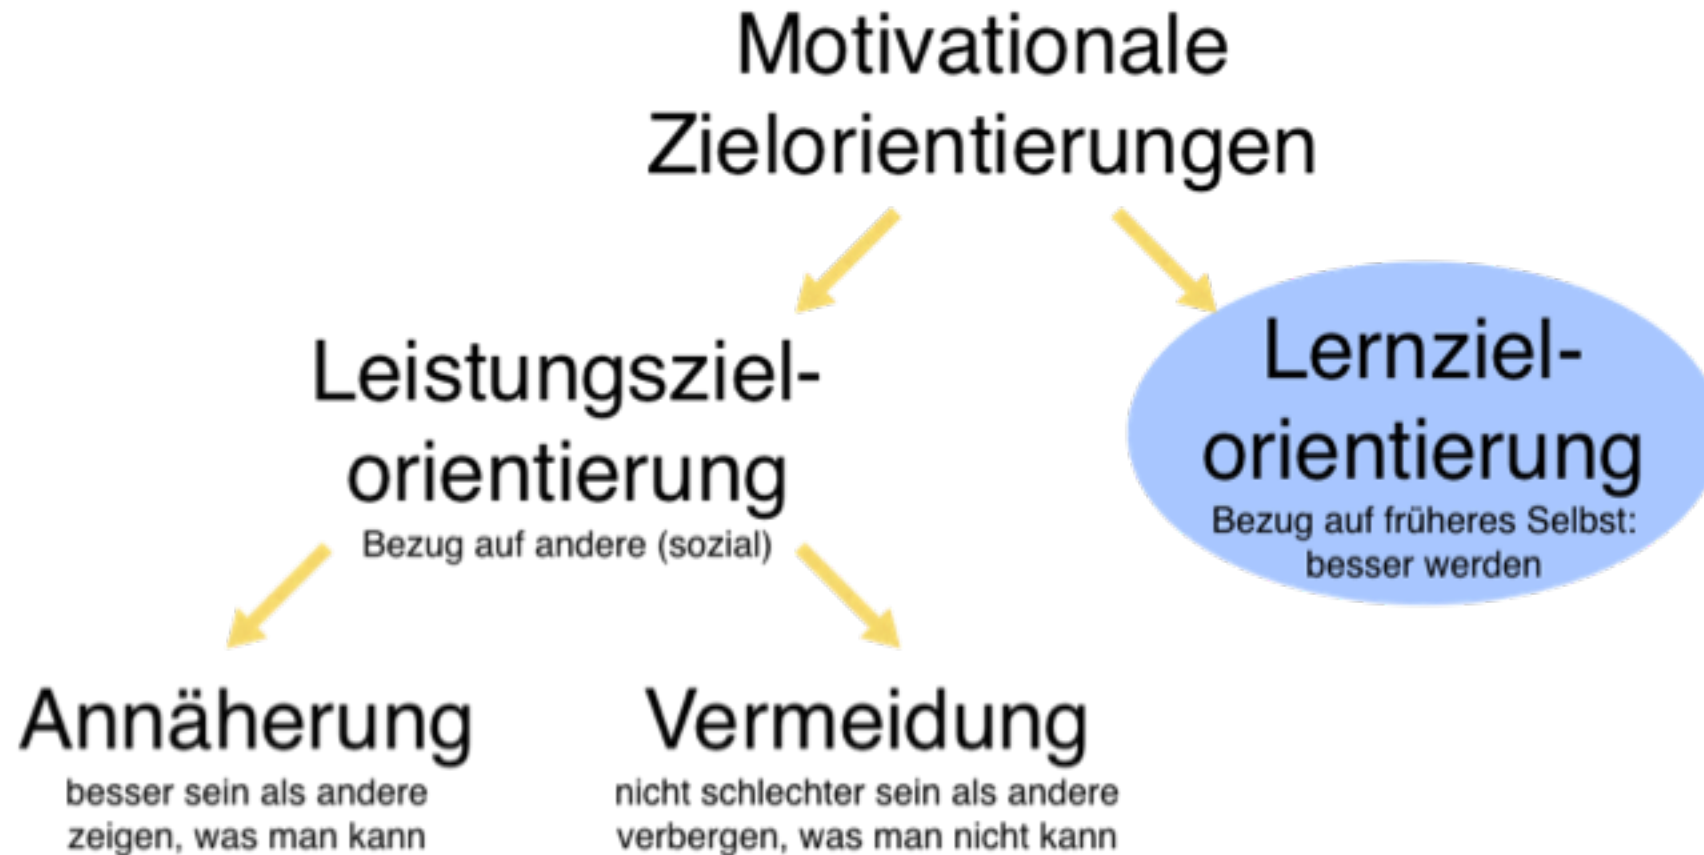 Motivationale
Zielorientierungen
Leistungsziel-
orientierung
Bezug auf andere (sozial)
Lernziel-
orientierung
Bezug auf früheres Selbst:
besser werden
Annäherung
besser sein als andere
zeigen, was man kann
Vermeidung
nicht schlechter sein als andere
verbergen, was man nicht kann